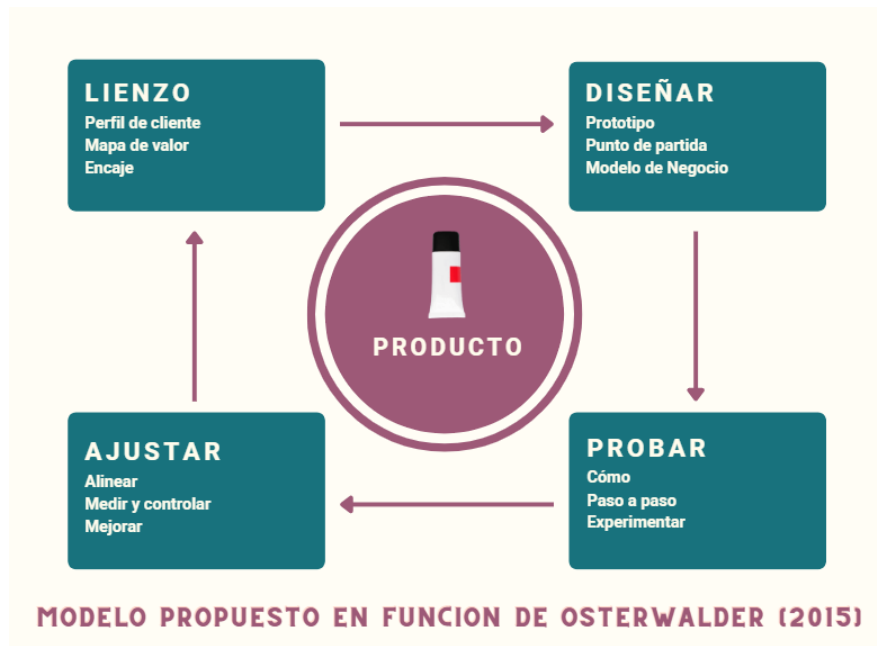 LIENZO
Perfil de cliente
Mapa de valor
Encaje
DISEÑAR
Prototipo
Punto de partida
Modelo de Negocio
PRODUCTO
AJUSTAR
Alinear
Medir y controlar
Mejorar
PROBAR
Cómo
Paso a paso
Experimentar
MODELO PROPUESTO EN FUNCION DE OSTERWALDER (2015)